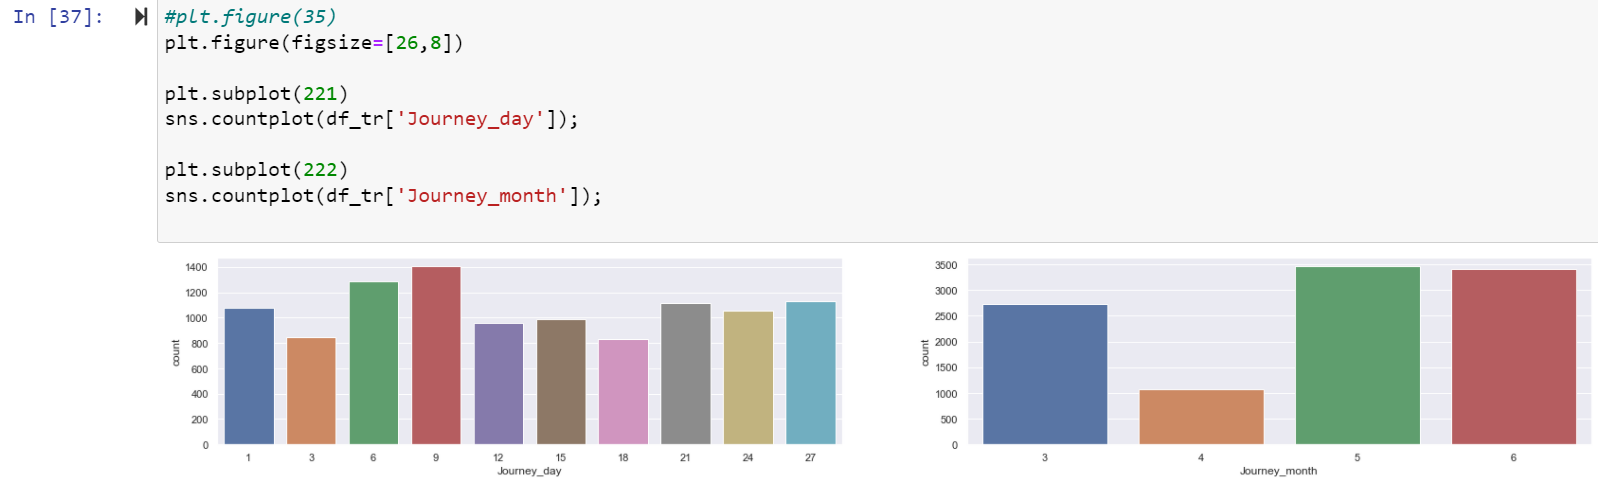 In [37]:
#plt.figure(35)
plt.figure(figsize=[26,8])
plt.subplot(221)
sns.countplot(df_tr['Journey_day']);
plt.subplot(222)
sns.countplot(df_tr['Journey_month']);
1400
1200
1000
800
600
400
200
0
count
1 3 6 9 12 15 18 21 24 27
Journey_day
3500
3000
2500
2000
1500
1000
500
0
count
3 4 5 6
Journey_month